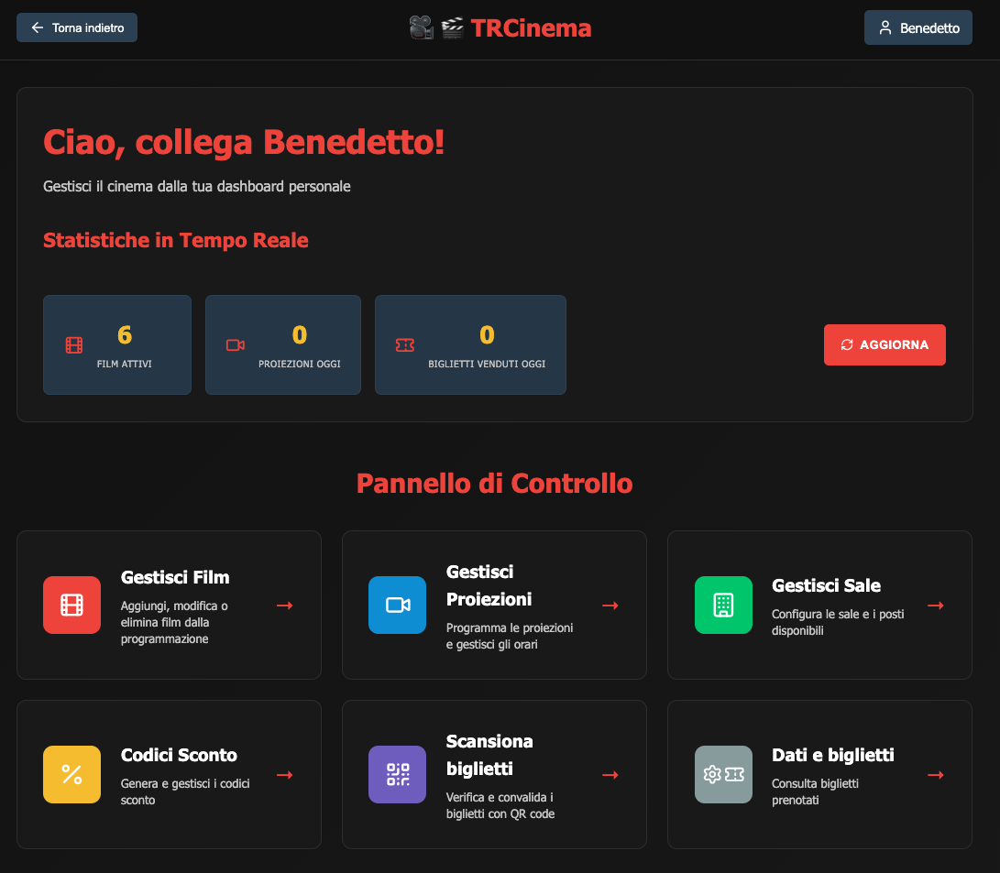 Torna indietro
TRCinema
Benedetto
Ciao, collega Benedetto!
Gestisci il cinema dalla tua dashboard personale
Statistiche in Tempo Reale
6
FILM ATTIVI
0
PROIEZIONI OGGI
0
BIGLIETTI VENDUTI OGGI
AGGIORNA
Pannello di Controllo
Gestisci Film
Aggiungi, modifica o
elimina film dalla
programmazione
Gestisci
Proiezioni
Programma le proiezioni
e gestisci gli orari
Gestisci Sale
Configura le sale e i posti
disponibili
Codici Sconto
Genera e gestisci i codici
sconto
Scansiona
biglietti
Verifica e convalida i
biglietti con QR code
Dati e biglietti
Consulta biglietti
prenotati